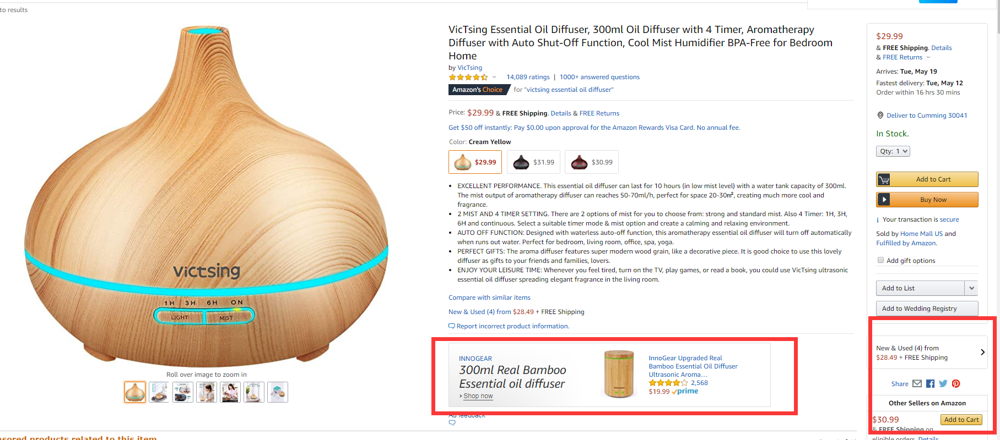 to results
VicTsing Essential Oil Diffuser, 300ml Oil Diffuser with 4 Timer, Aromatherapy
Diffuser with Auto Shut-Off Function, Cool Mist Humidifier BPA-Free for Bedroom
Home
by VicTsing
14,089 ratings | 1000+ answered questions
Amazon's Choice for "victsing essential oil diffuser"
Price: $29.99 & FREE Shipping. Details & FREE Returns
Get $50 off instantly: Pay $0.00 upon approval for the Amazon Rewards Visa Card. No annual fee.
Color: Cream Yellow
$29.99 $31.99 $30.99
• EXCELLENT PERFORMANCE. This essential oil diffuser can last for 10 hours (in low mist level) with a water tank capacity of 300ml.
The mist output of aromatherapy diffuser can reaches 50-70ml/h, perfect for space 20-30m², creating much more cool and
fragrance.
• 2 MIST AND 4 TIMER SETTING. There are 2 options of mist for you to choose from: strong and standard mist. Also 4 Timer: 1H, 3H,
6H and continuous. Select a suitable timer mode & mist option and create a calming and relaxing environment.
• AUTO OFF FUNCTION: Designed with waterless auto-off function, this aromatherapy essential oil diffuser will turn off automatically
when runs out water. Perfect for bedroom, living room, office, spa, yoga.
• PERFECT GIFTS: The aroma diffuser features super modern wood grain, like a decorative piece. It is good choice to use this lovely
diffuser as gifts to your friends and families, lovers.
• ENJOY YOUR LEISURE TIME: Whenever you feel tired, turn on the TV, play games, or read a book, you could use VicTsing ultrasonic
essential oil diffuser spreading elegant fragrance in the living room.
Compare with similar items
New & Used (4) from $28.49 + FREE Shipping
Report incorrect product information.
INNOGEAR
300ml Real Bamboo
Essential oil diffuser
› Shop now
InnoGear Upgraded Real
Bamboo Essential Oil Diffuser
Ultrasonic Aroma...
2,568
$19.99 prime
Ad feedback
victsing
1H 3H 6H ON
LIGHT MIST
Roll over image to zoom in
$29.99
& FREE Shipping. Details
& FREE Returns
Arrives: Tue, May 19
Fastest delivery: Tue, May 12
Order within 16 hrs 30 mins
Deliver to Cumming 30041
In Stock.
Qty: 1
Add to Cart
Buy Now
Your transaction is secure
Sold by Home Mall US and
Fulfilled by Amazon.
Add gift options
Add to List
Add to Wedding Registry
New & Used (4) from
$28.49 + FREE Shipping
Share
Other Sellers on Amazon
$30.99 Add to Cart
& FREE Shipping on
eligible orders. Details
nsored products related to this item